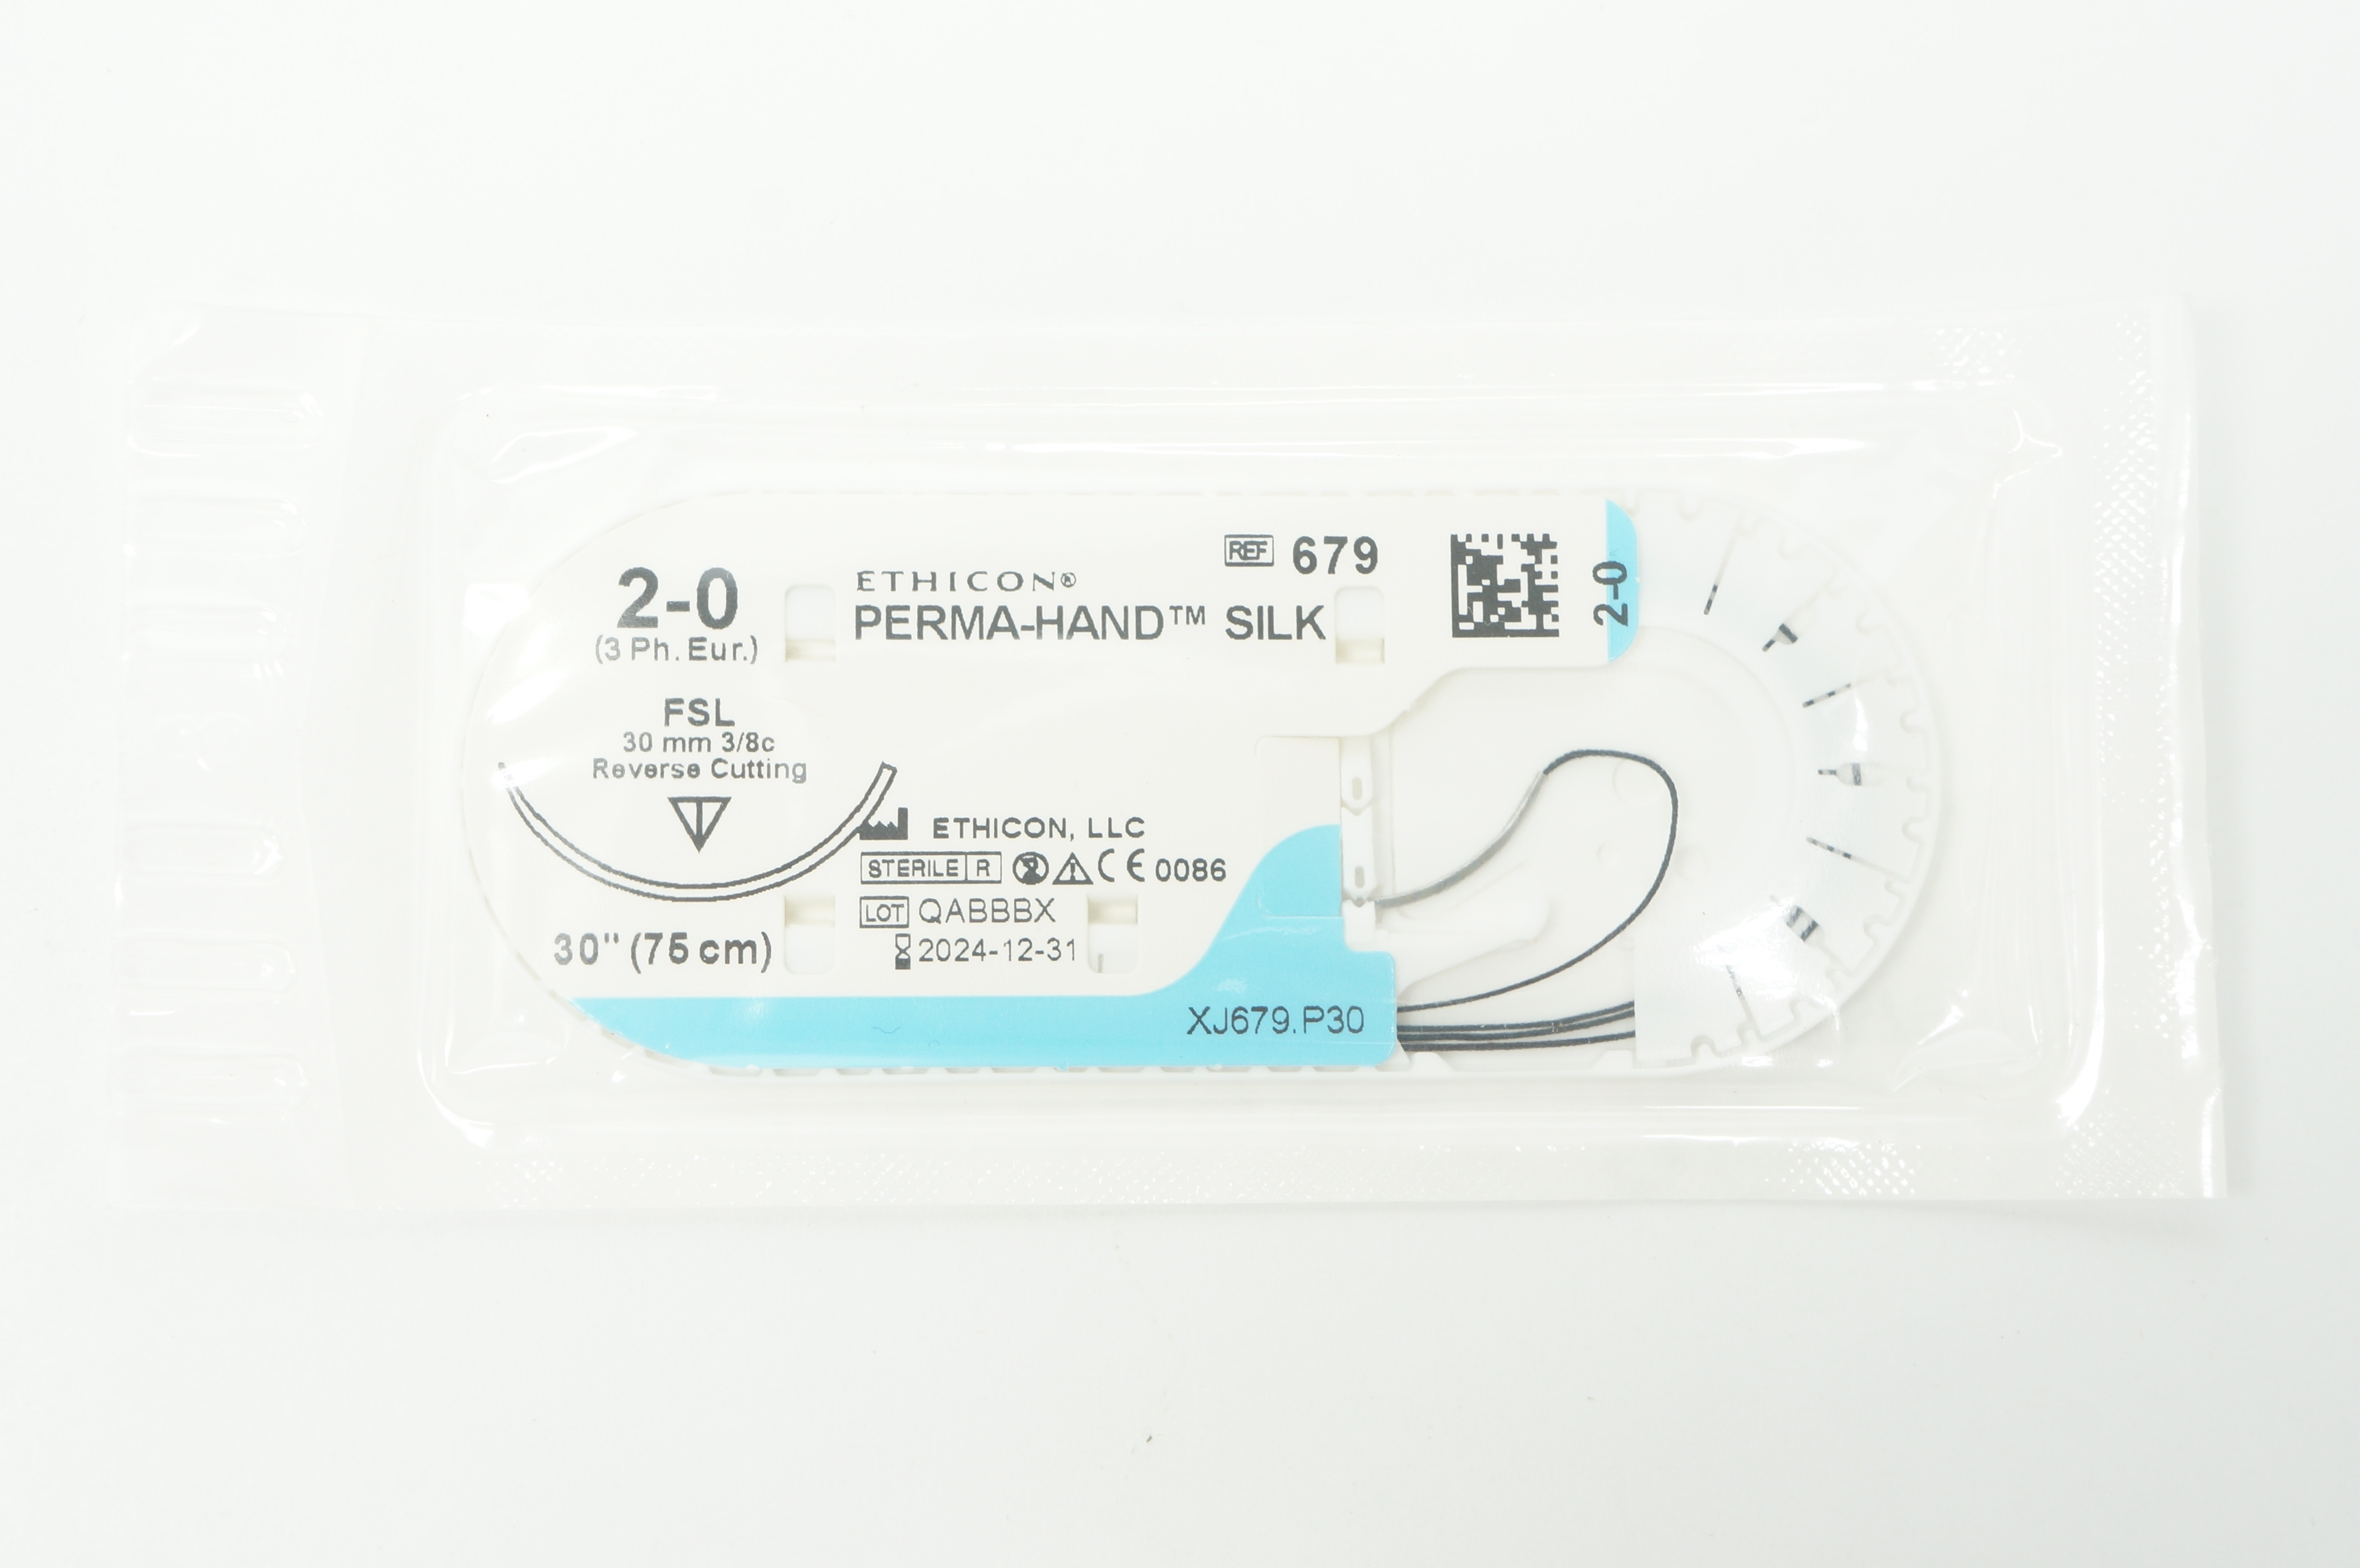 2-0
(3 Ph. Eur.)
FSL
30 mm 3/8c
Reverse Cutting
30" (75 cm)
REF 679
ETHICON®
PERMA-HAND™ SILK
ETHICON, LLC
STERILE R 2 CE 0086
LOT QABBBX
2024-12-31
XJ679.P30
2-0